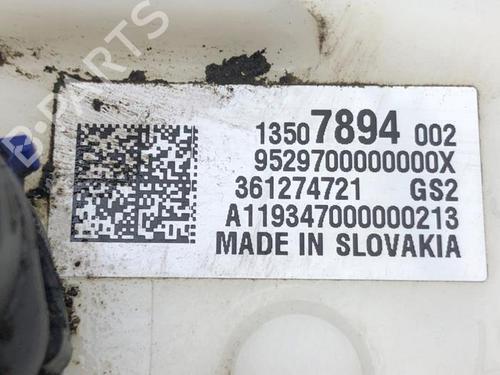 B-PARTS
13507894 002
9529700000000X
361274721 GS2
A119347000000213
MADE IN SLOVAKIA